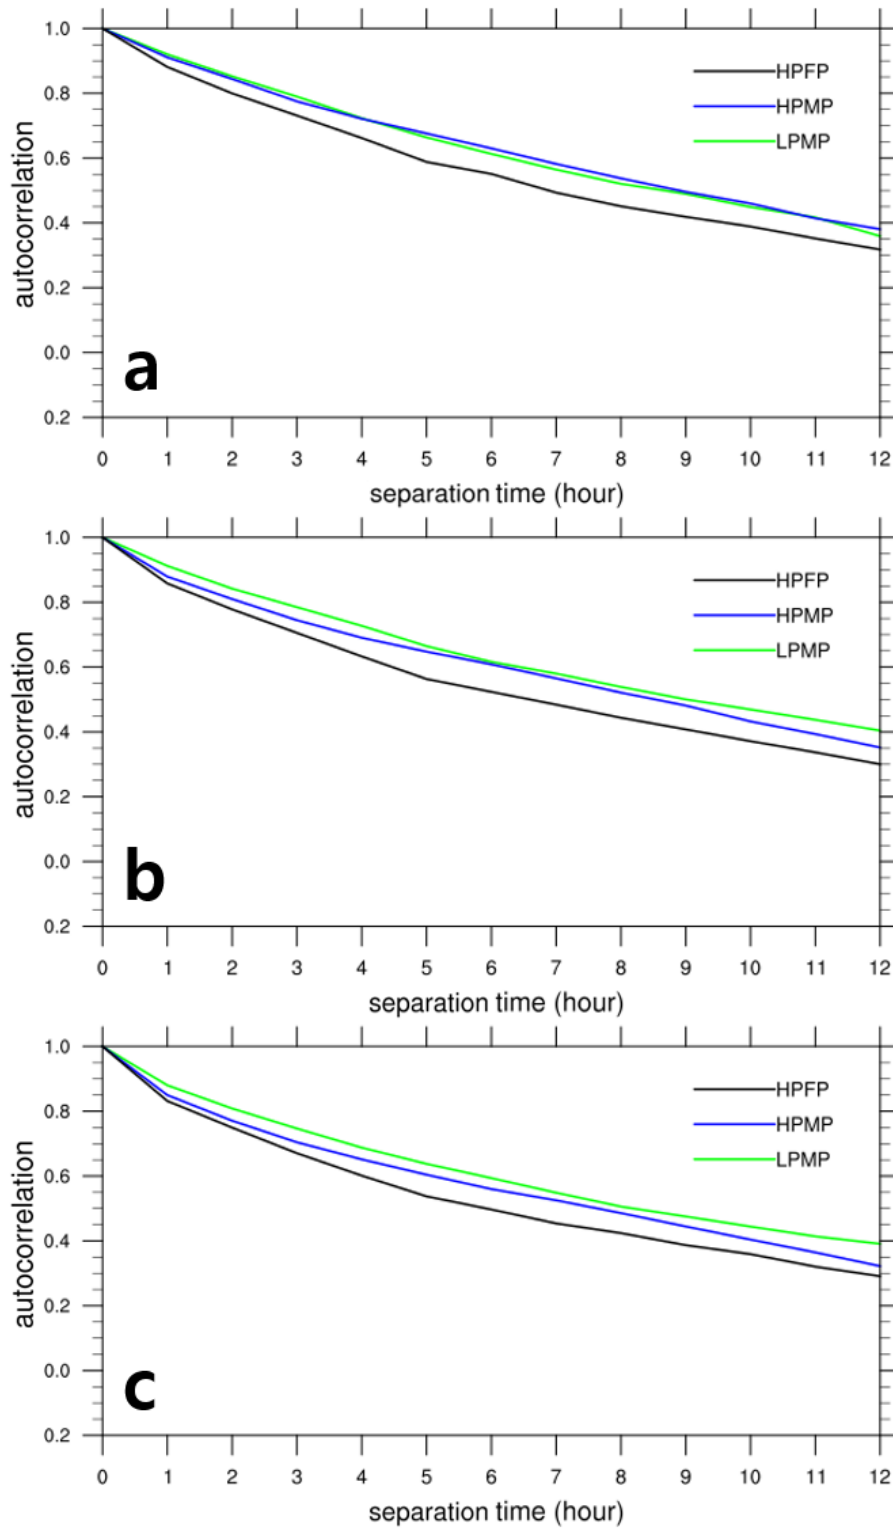 1.0
0.8
0.6
0.4
0.2
0.0
0.2
autocorrelation
HPFP
HPMP
LPMP
a
0 1 2 3 4 5 6 7 8 9 10 11 12
separation time (hour)
1.0
0.8
0.6
0.4
0.2
0.0
0.2
autocorrelation
HPFP
HPMP
LPMP
b
0 1 2 3 4 5 6 7 8 9 10 11 12
separation time (hour)
1.0
0.8
0.6
0.4
0.2
0.0
0.2
autocorrelation
HPFP
HPMP
LPMP
c
0 1 2 3 4 5 6 7 8 9 10 11 12
separation time (hour)